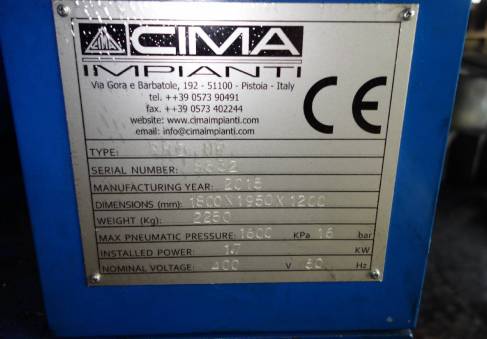 CIMA
CIMA
IMPIANTI
Via Gora e Barbatole, 192 - 51100 - Pistoia - Italy
tel. ++39 0573 90491
fax. ++39 0573 402244
website: www.cimaimpianti.com
email: info@cimaimpianti.com
CE
TYPE:
SERIAL NUMBER:
MANUFACTURING YEAR: 2015
DIMENSIONS (mm): 1800X1950X1200
WEIGHT (Kg): 2250
MAX PNEUMATIC PRESSURE: 1600 KPa 16 bar
INSTALLED POWER: 17 KW
NOMINAL VOLTAGE: 400 V 50 Hz